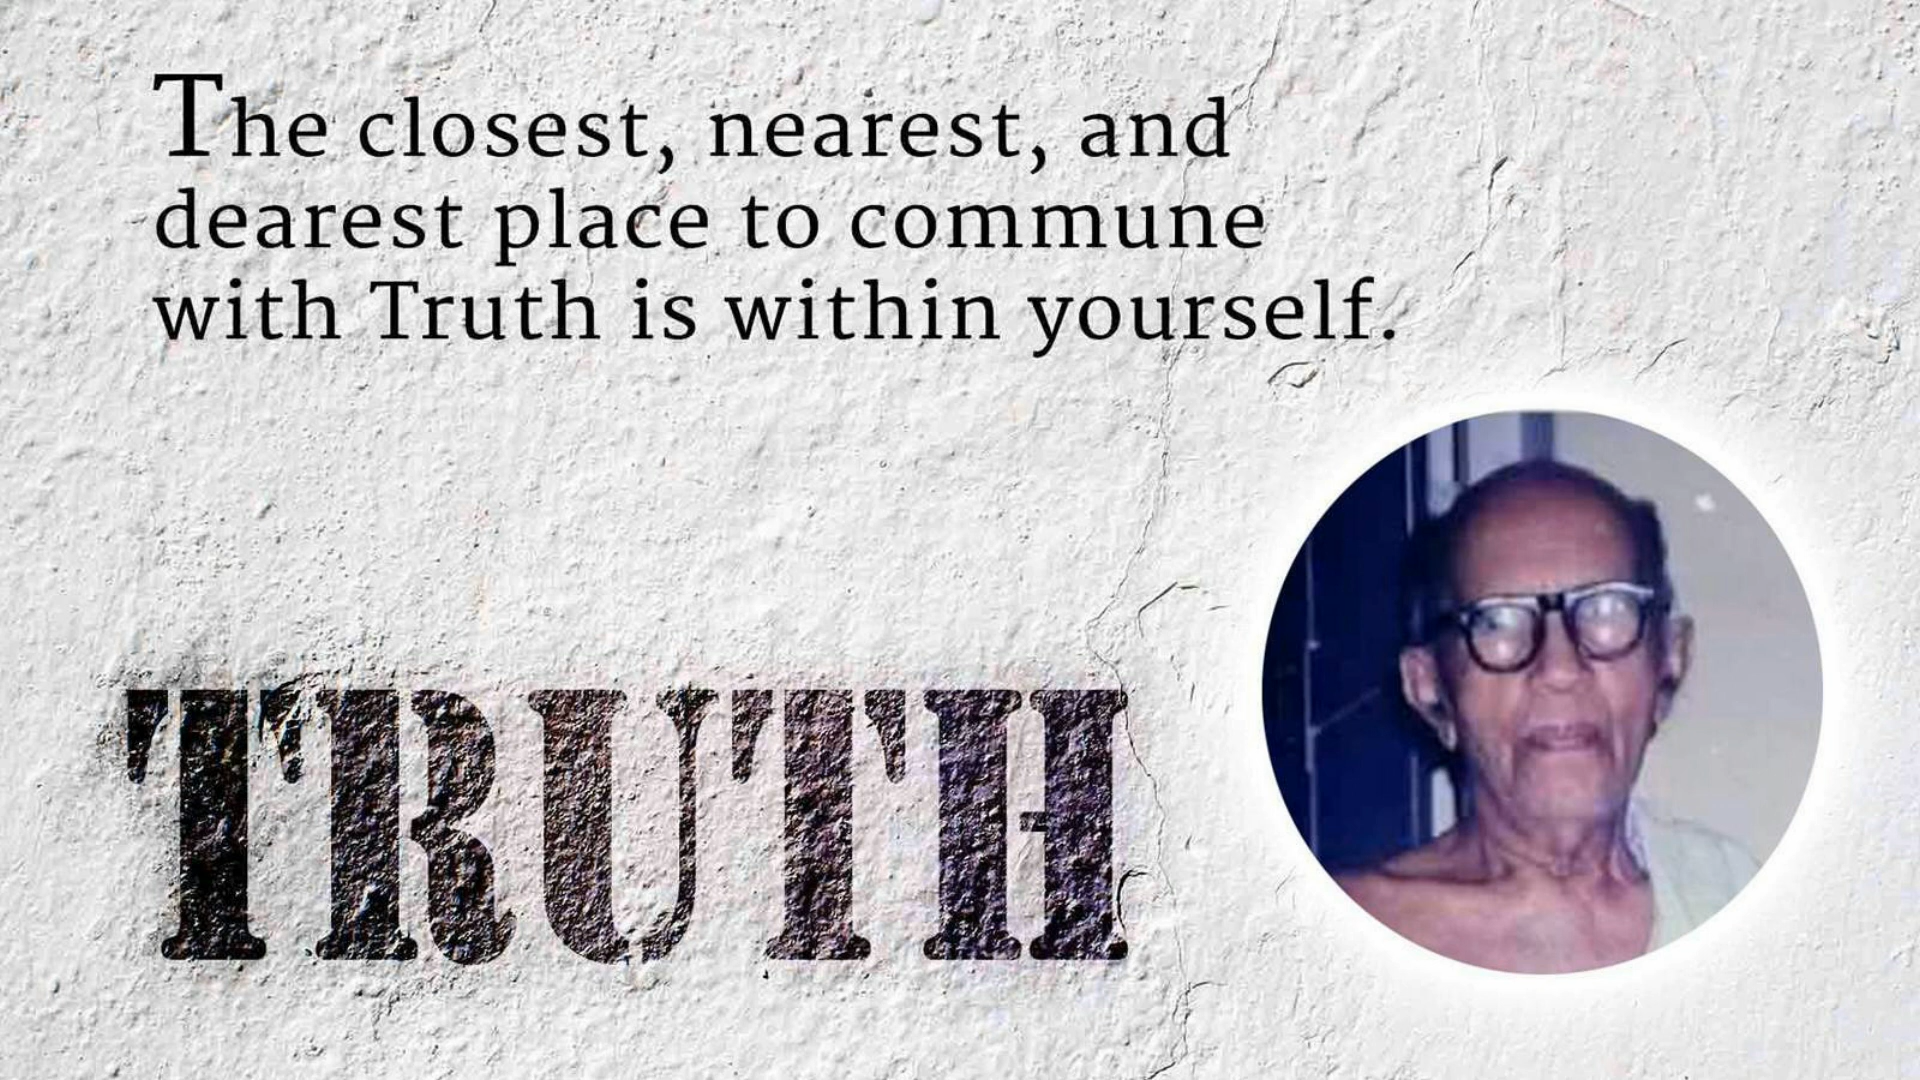 The closest, nearest, and
dearest place to commune
with Truth is within yourself.
TRUTH